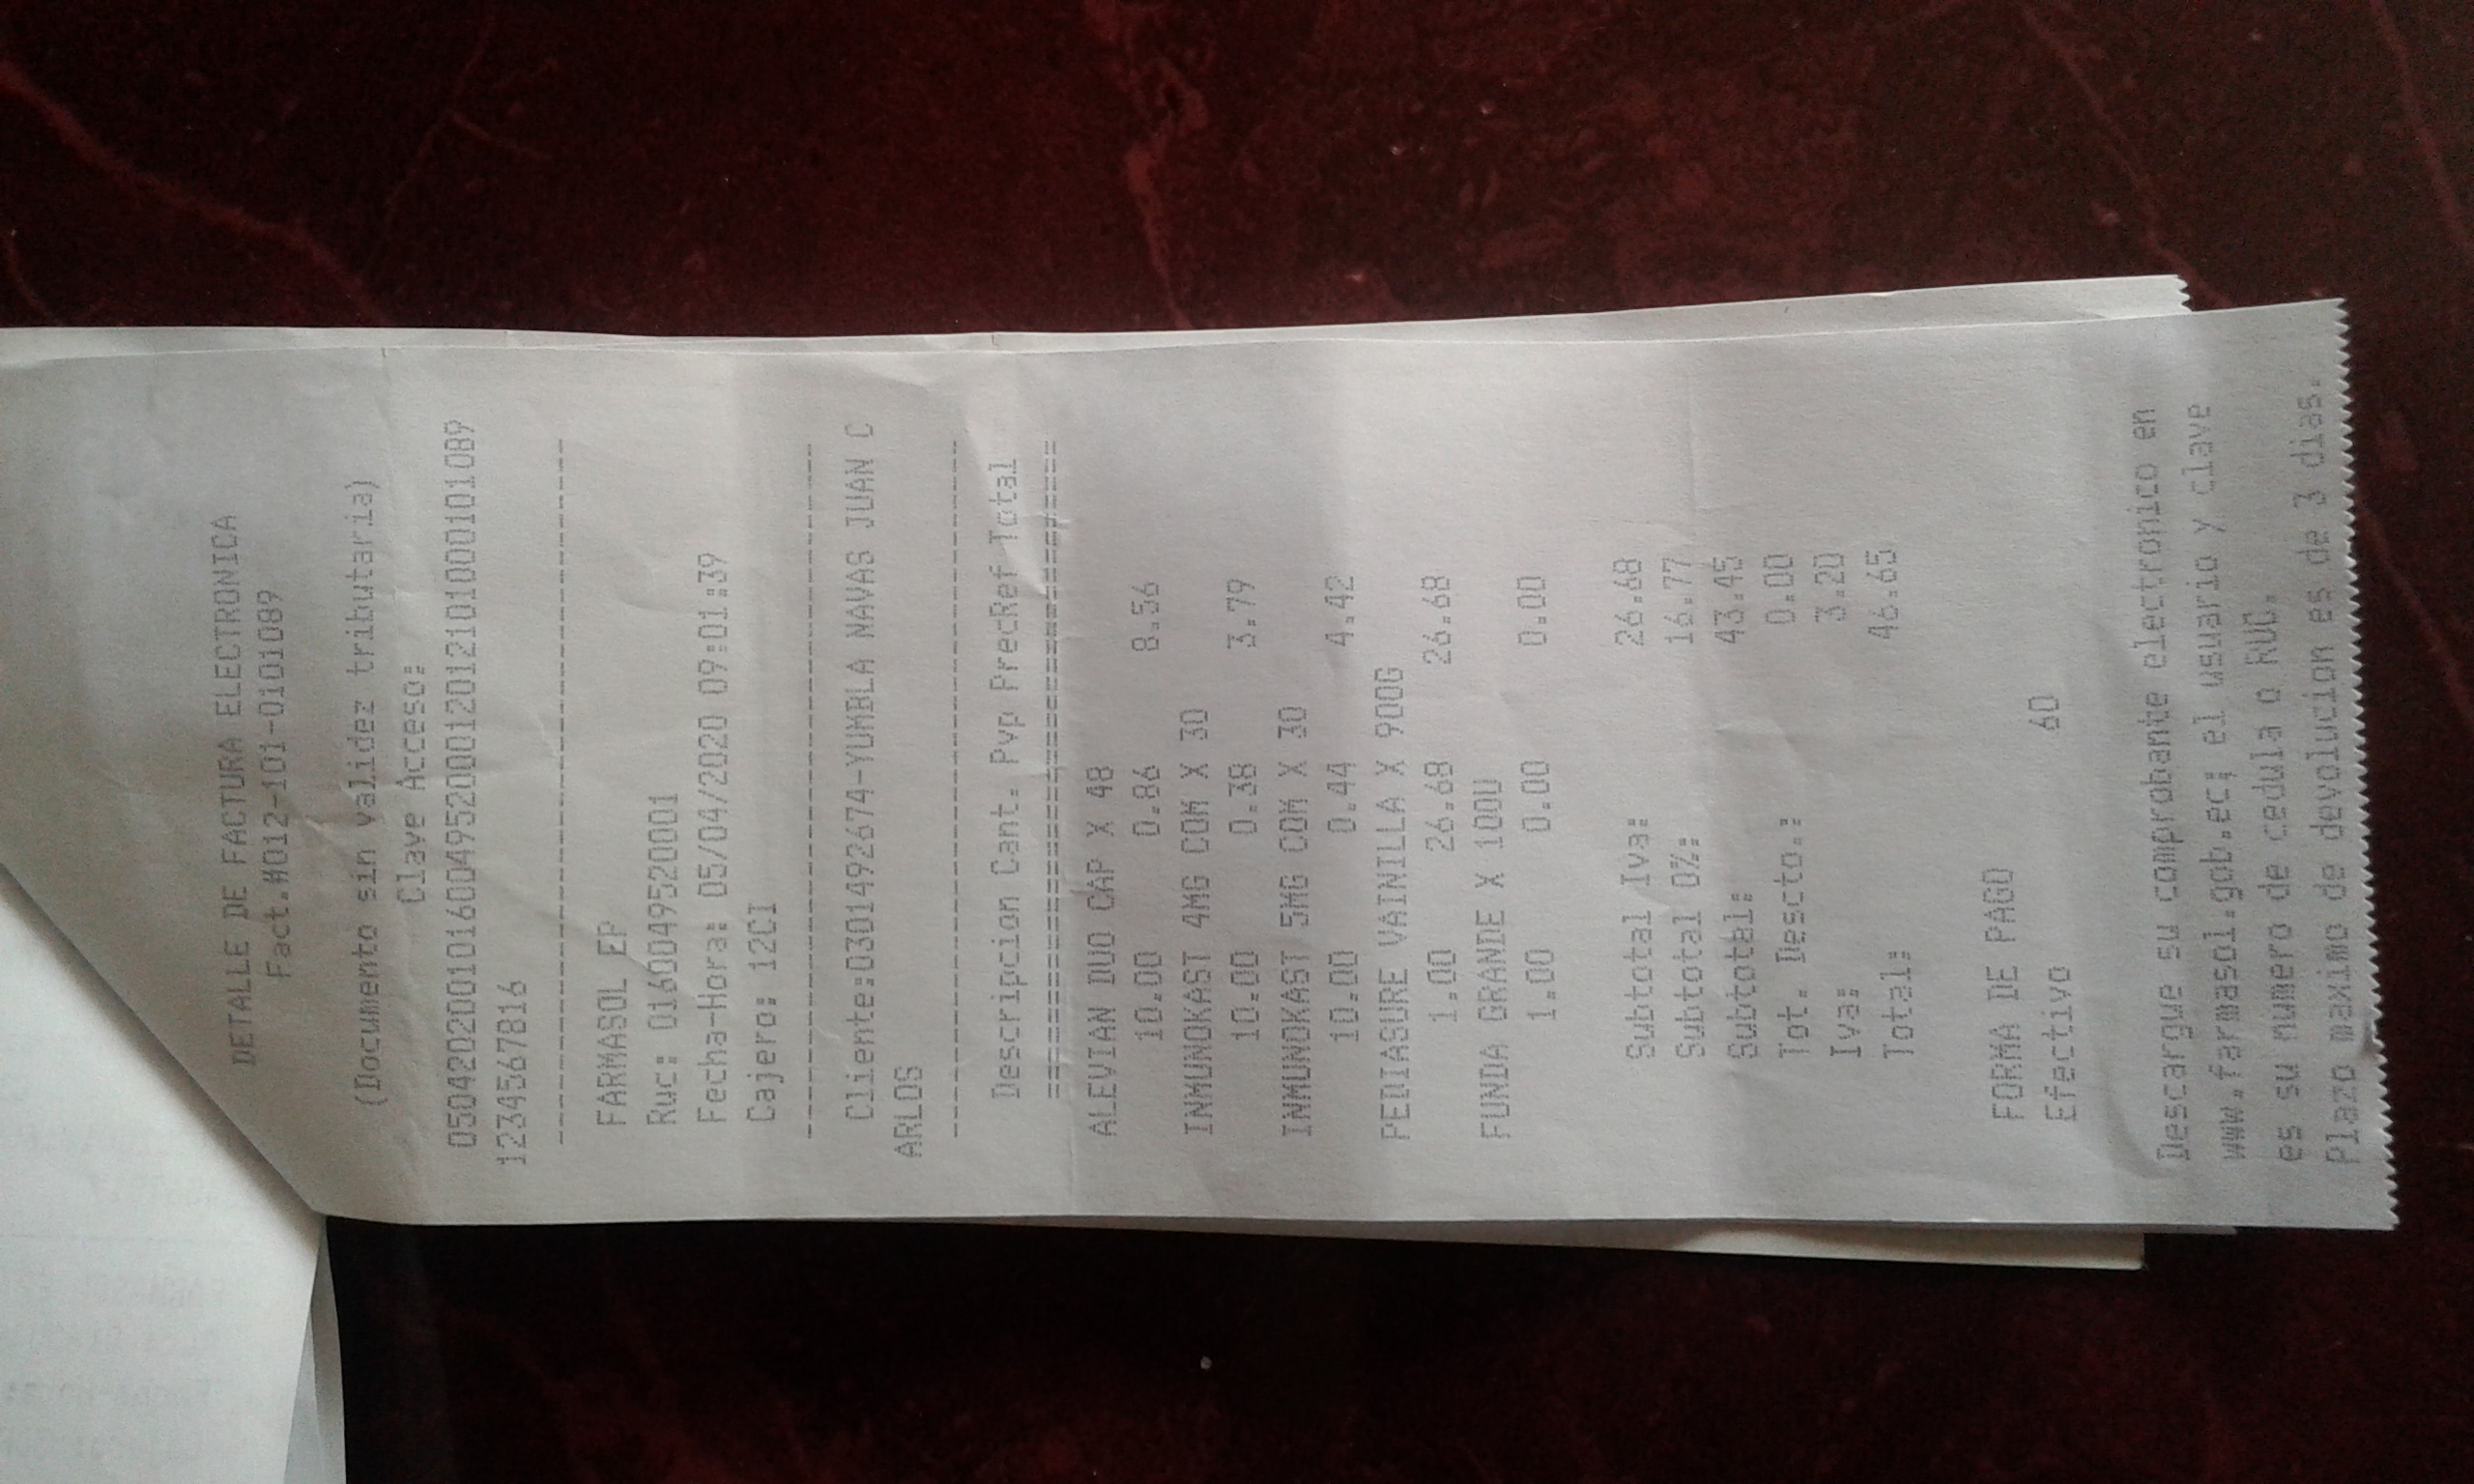 DETALLE DE FACTURA ELECTRONICA
Fact.#012-101-0101089
(Documento sin validez tributaria)
Clave Acceso:
050420200101600495200012012101000101089
1234567816
--------------------------------------
FARMASOL EP
Ruc: 0160049520001
Fecha-Hora: 05/04/2020 09:01:39
Cajero: 12CI
--------------------------------------
Cliente:0301492674-YUMBLA NAVAS JUAN C
ARLOS
--------------------------------------
Descripcion Cant. Pvp PrecRef Total
===================================
ALEVIAN DUO CAP X 48
10.00 0.86 8.56
INMUNOKAST 4MG COM X 30
10.00 0.38 3.79
INMUNOKAST 5MG COM X 30
10.00 0.44 4.42
PEDIASURE VAINILLA X 900G
1.00 26.68 26.68
FUNDA GRANDE X 100U
1.00 0.00 0.00
Subtotal Iva: 26.68
Subtotal 0%: 16.77
Subtotal: 43.45
Tot. Descto.: 0.00
Iva: 3.20
Total: 46.65
FORMA DE PAGO
Efectivo 60
Descargue su comprobante electronico en
www.farmasol.gob.ec; el usuario y clave
es su numero de cedula o RUC.
Plazo maximo de devolucion es de 3 dias.